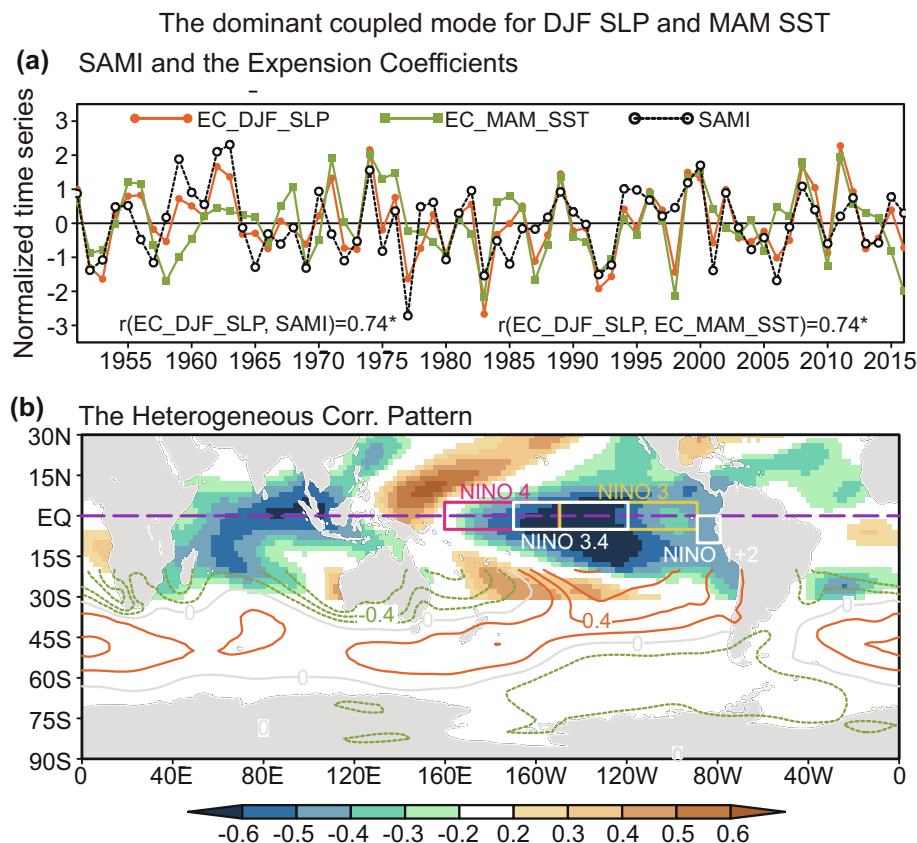 The dominant coupled mode for DJF SLP and MAM SST
(a) SAMI and the Expension Coefficients
Normalized time series
3
2
1
0
-1
-2
-3
EC_DJF_SLP EC_MAM_SST SAMI
r(EC_DJF_SLP, SAMI)=0.74* r(EC_DJF_SLP, EC_MAM_SST)=0.74*
1955 1960 1965 1970 1975 1980 1985 1990 1995 2000 2005 2010 2015
(b) The Heterogeneous Corr. Pattern
30N
15N
EQ
15S
30S
45S
60S
75S
90S
NINO 4 NINO 3
NINO 3.4 NINO 1+2
-0.4 0.4
0 0
0 0
0 0
0 40E 80E 120E 160E 160W 120W 80W 40W 0
-0.6 -0.5 -0.4 -0.3 -0.2 0.2 0.3 0.4 0.5 0.6